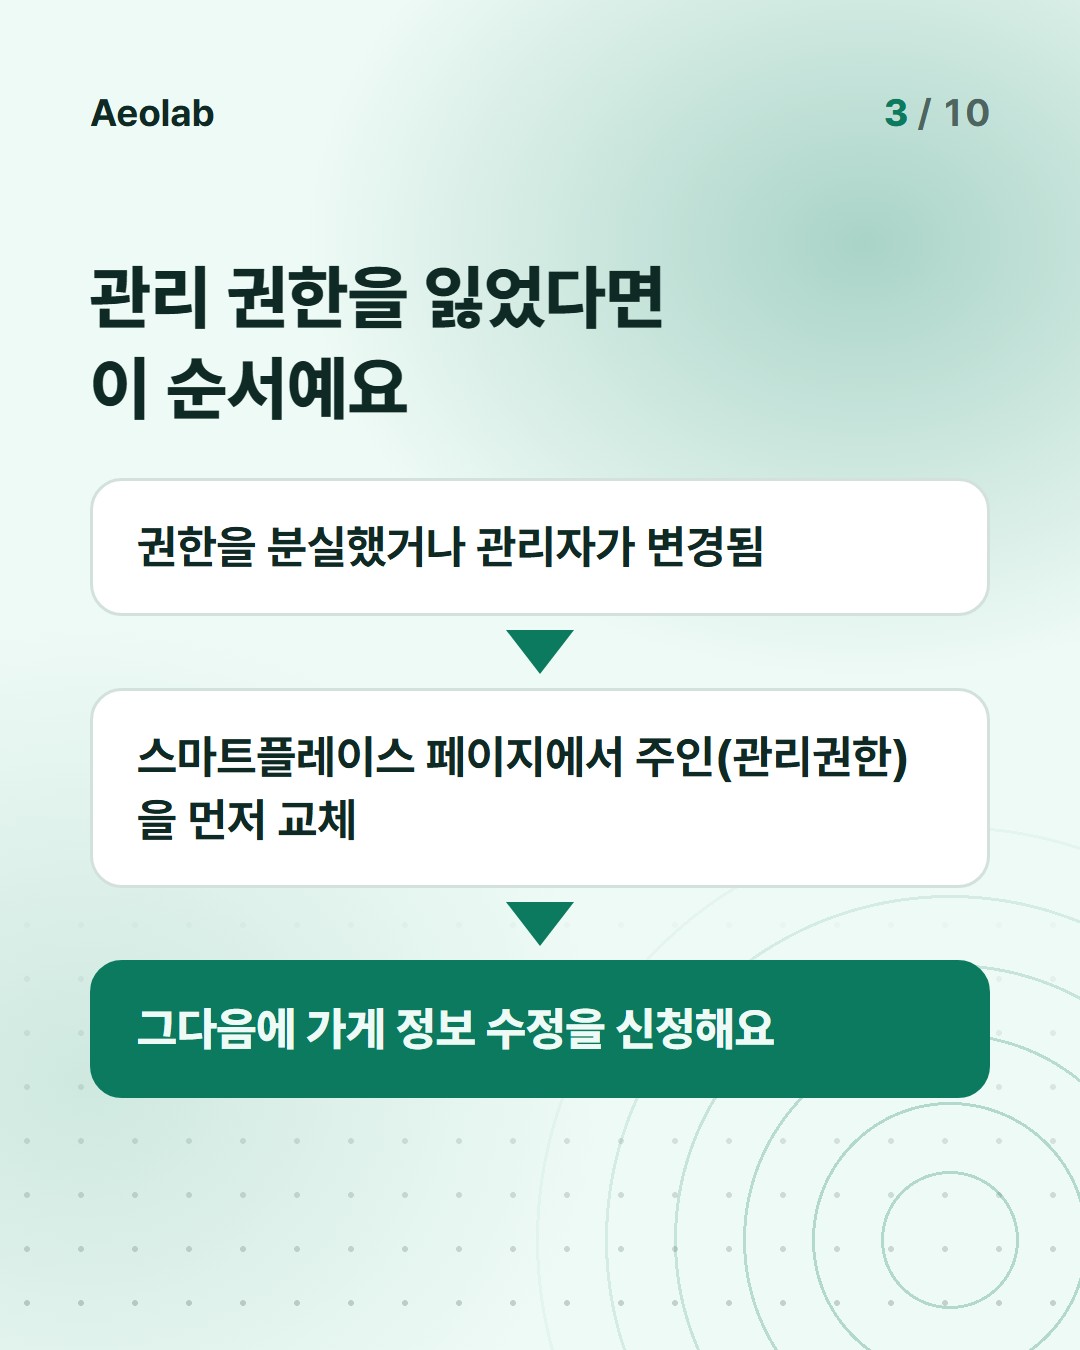 Aeolab
3 / 10
관리 권한을 잃었다면
이 순서예요
권한을 분실했거나 관리자가 변경됨
스마트플레이스 페이지에서 주인(관리권한)
을 먼저 교체
그다음에 가게 정보 수정을 신청해요